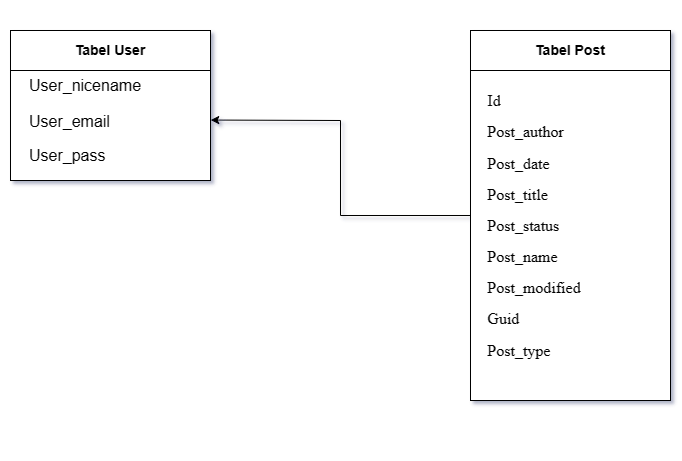 Tabel User
User_nicename
User_email
User_pass
Tabel Post
Id
Post_author
Post_date
Post_title
Post_status
Post_name
Post_modified
Guid
Post_type